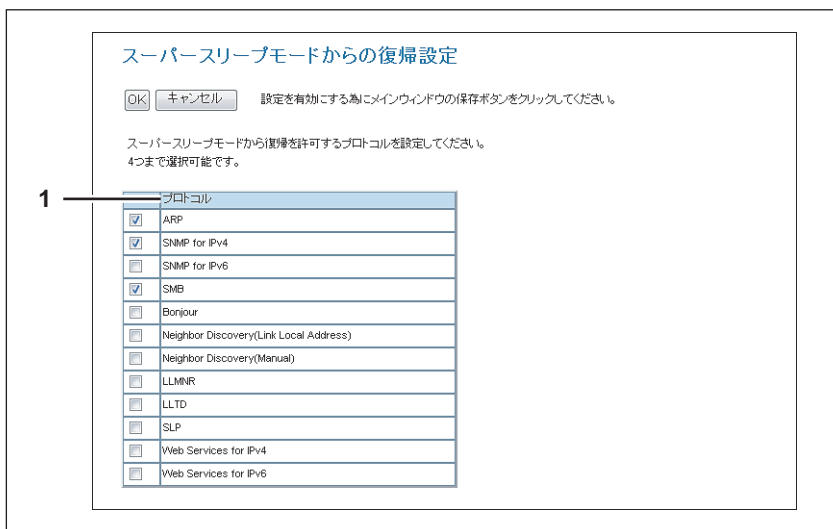 スーパースリープモードからの復帰設定
OK キャンセル 設定を有効にする為にメインウィンドウの保存ボタンをクリックしてください。
スーパースリープモードから復帰を許可するプロトコルを設定してください。
4つまで選択可能です。
1
プロトコル
ARP
SNMP for IPv4
SNMP for IPv6
SMB
Bonjour
Neighbor Discovery(Link Local Address)
Neighbor Discovery(Manual)
LLMNR
LLTD
SLP
Web Services for IPv4
Web Services for IPv6